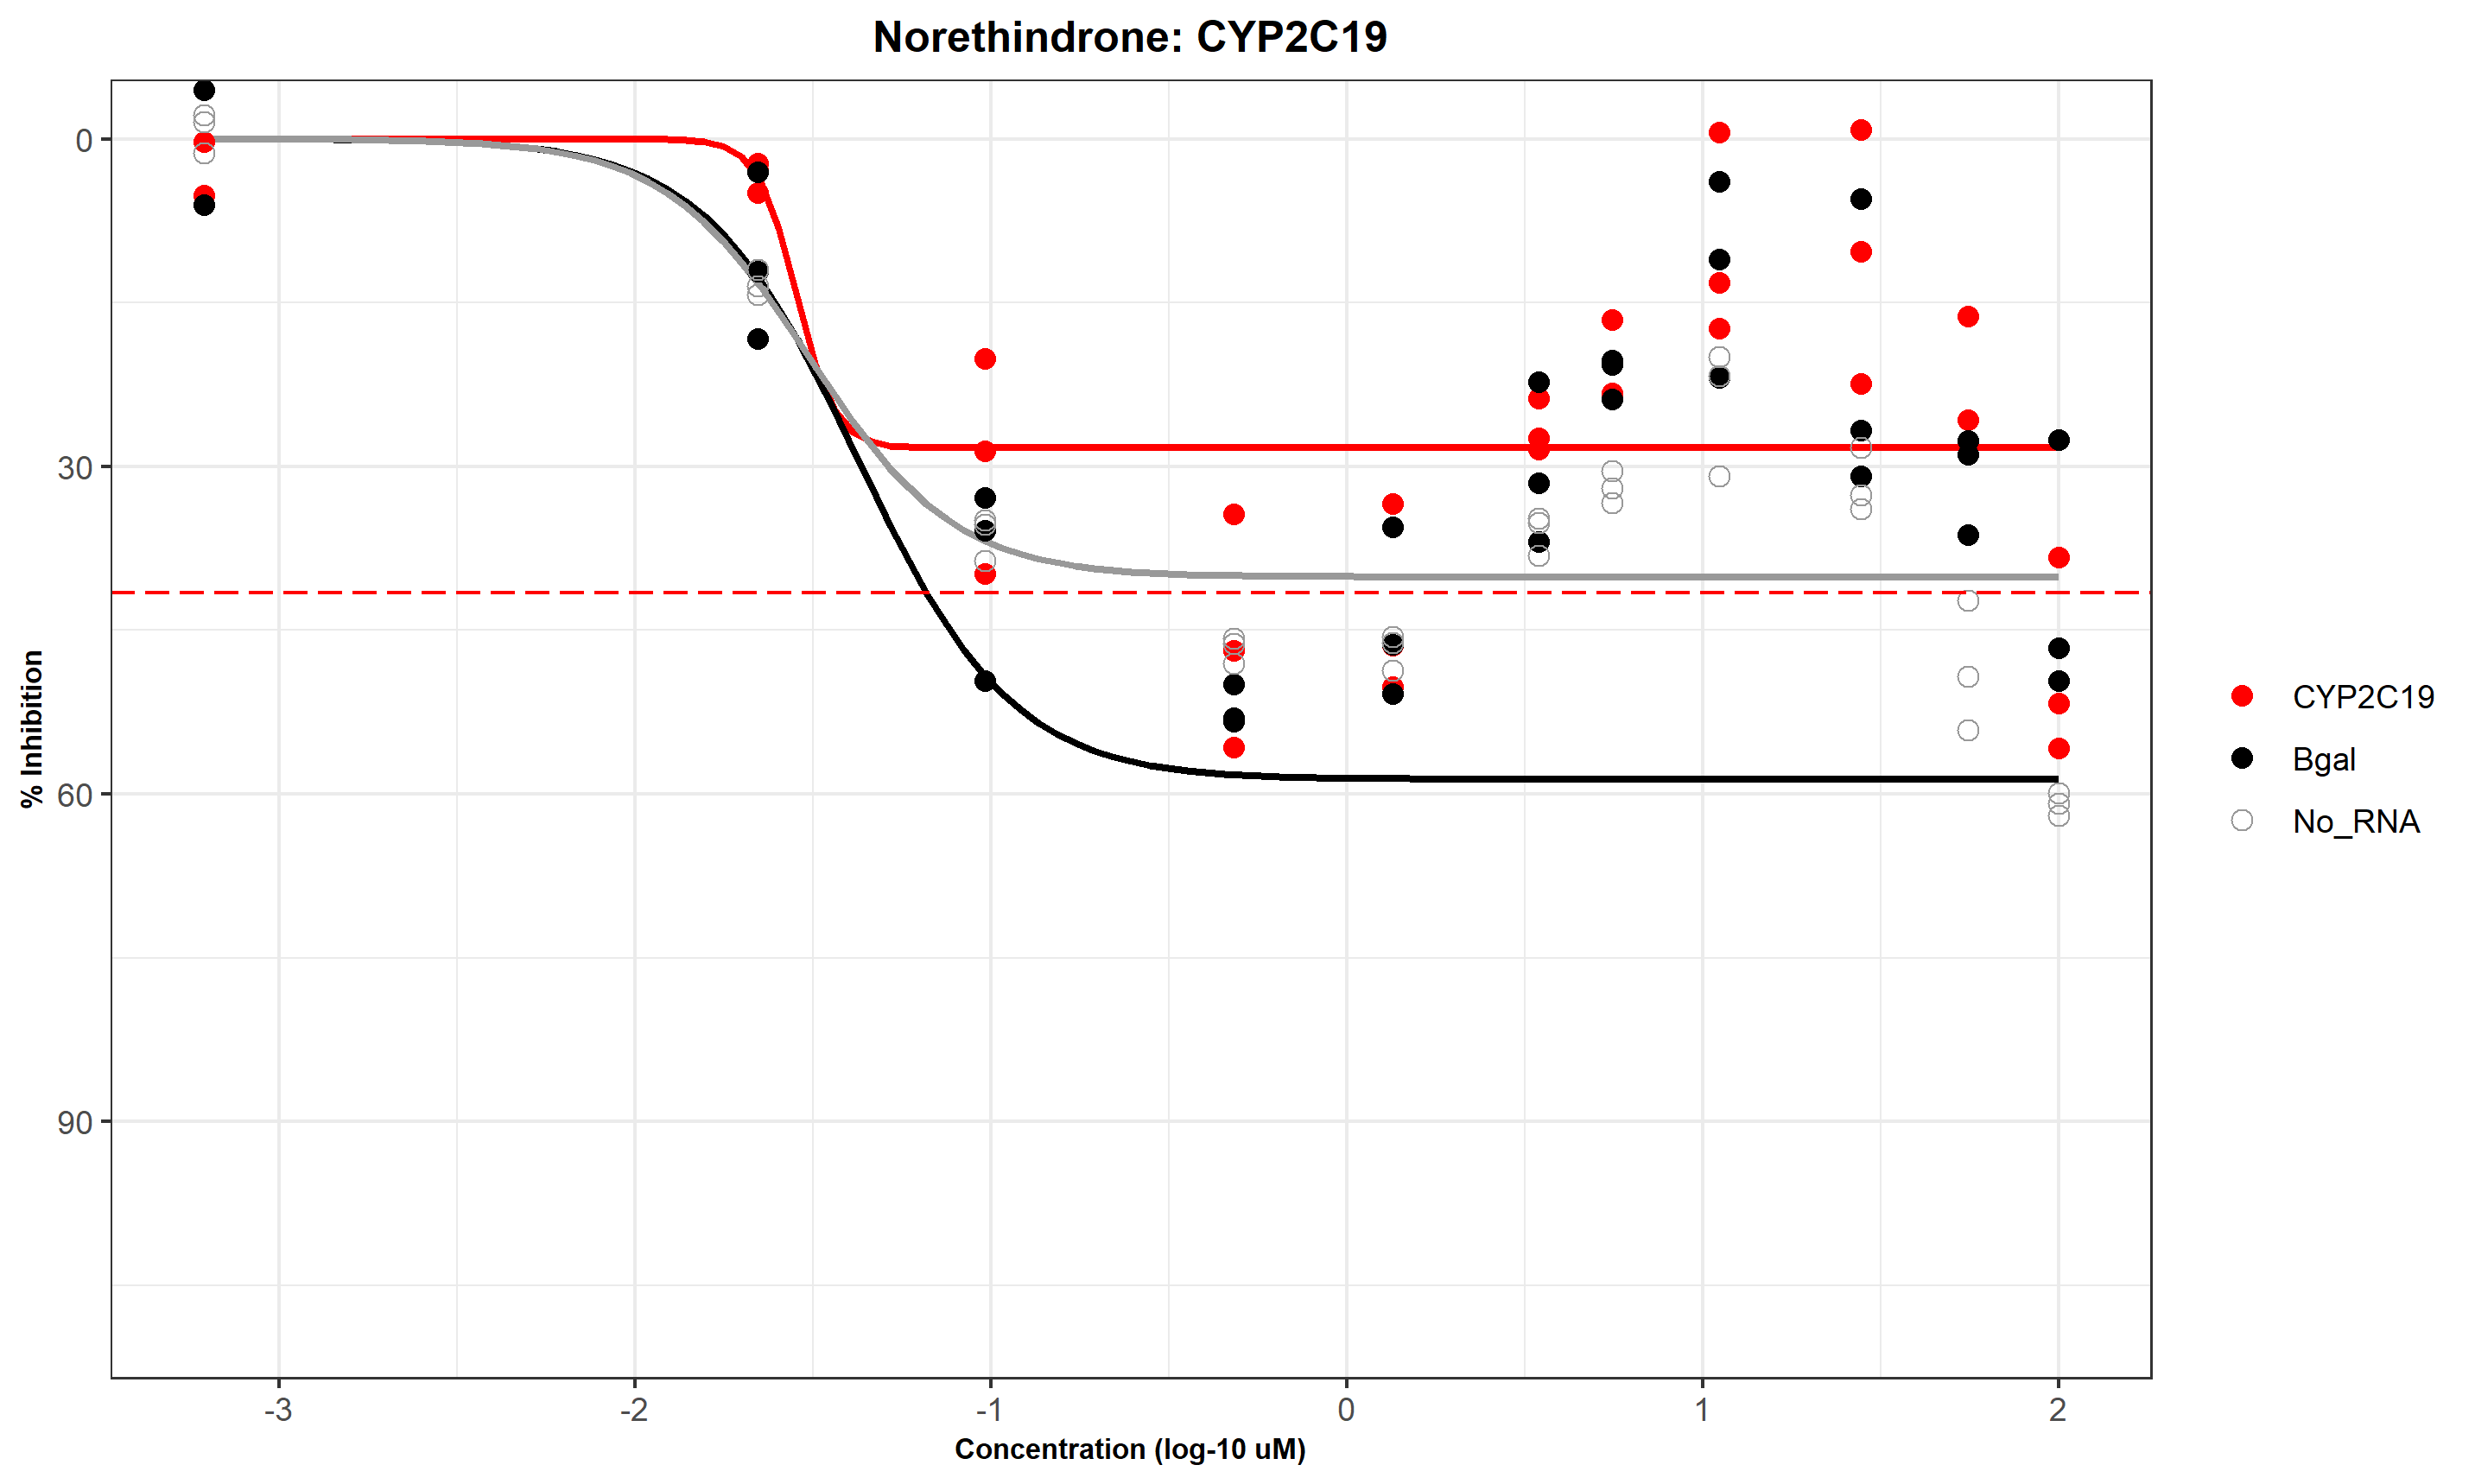 Norethindrone: CYP2C19
0
30
60
90
% Inhibition
-3
-2
-1
0
1
2
Concentration (log-10 uM)
CYP2C19
Bgal
No_RNA